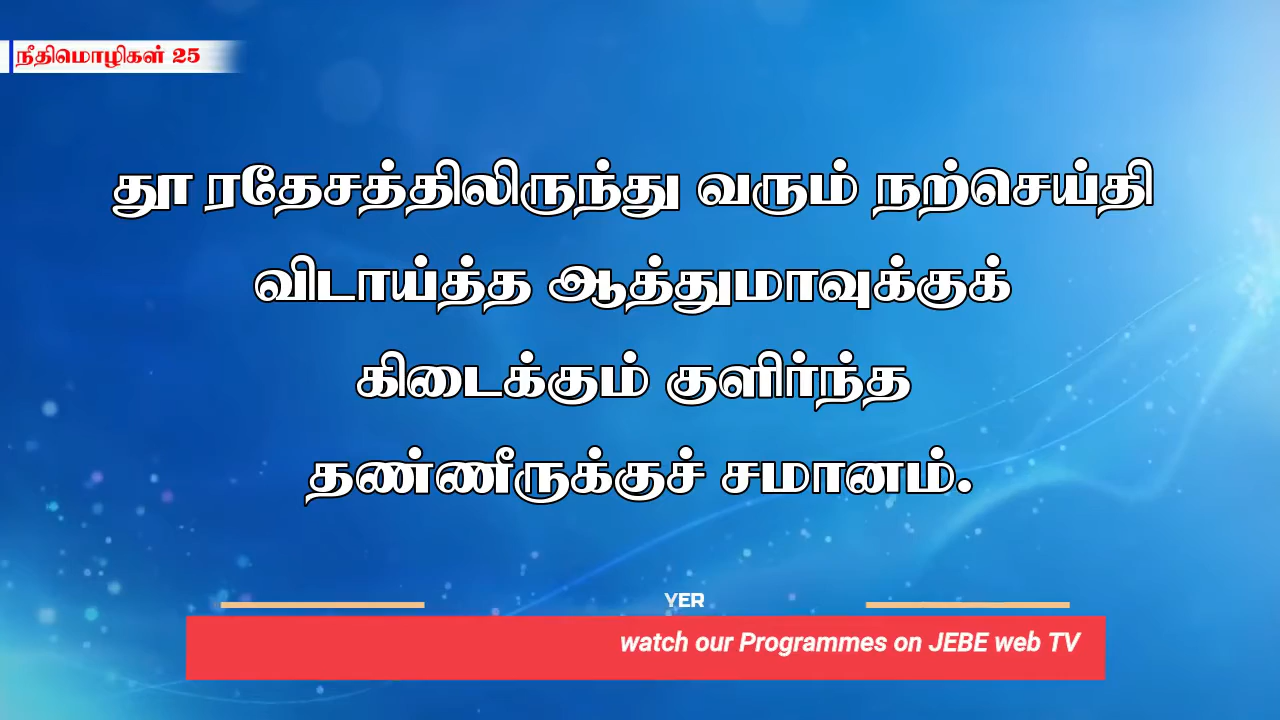 நீதிமொழிகள் 25
தூ ரதேசத்திலிருந்து வரும் நற்செய்தி
விடாய்த்த ஆத்துமாவுக்குக்
கிடைக்கும் குளிர்ந்த
தண்ணீருக்குச் சமானம்.
YER
watch our Programmes on JEBE web TV